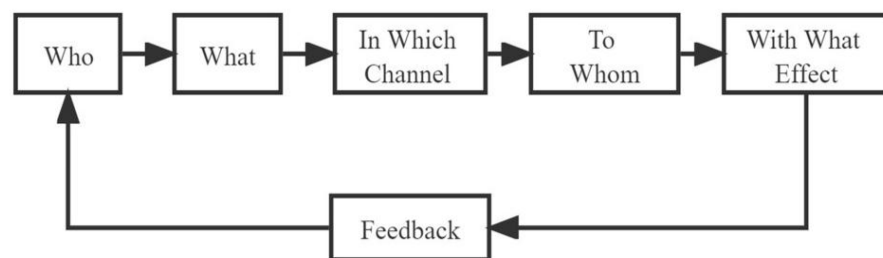 Who
What
In Which
Channel
To
Whom
With What
Effect
Feedback